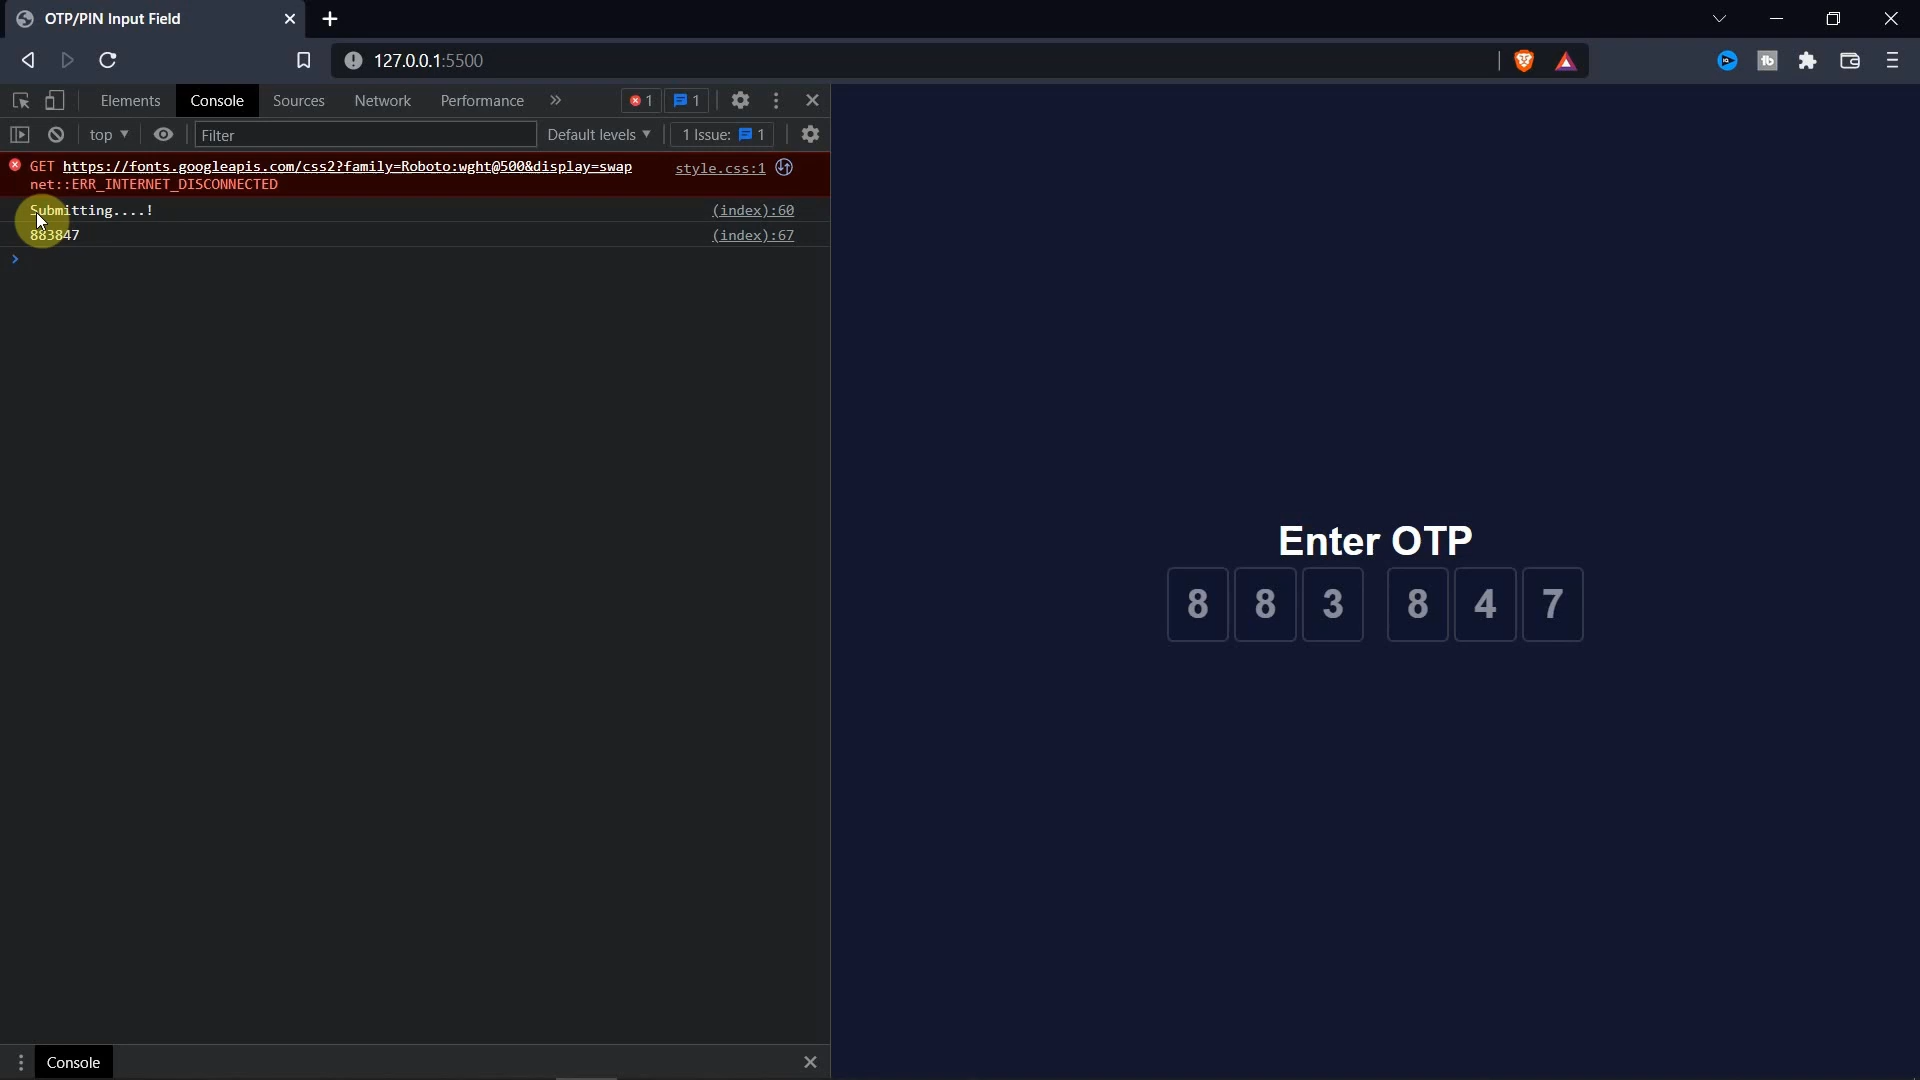 OTP/PIN Input Field
127.0.0.1:5500
Elements Console Sources Network Performance » 1 1
top Filter Default levels 1 Issue: 1
GET https://fonts.googleapis.com/css2?family=Roboto:wght@500&display=swap style.css:1
net::ERR_INTERNET_DISCONNECTED
Submitting....! (index):60
883847 (index):67
Enter OTP
8 8 3 8 4 7
Console